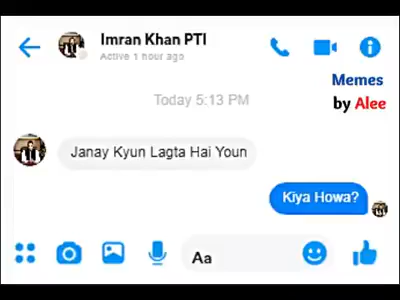 Imran Khan PTI
Active 1 hour ago
Memes
by Alee
Today 5:13 PM
Janay Kyun Lagta Hai Youn
Kiya Howa?
Aa